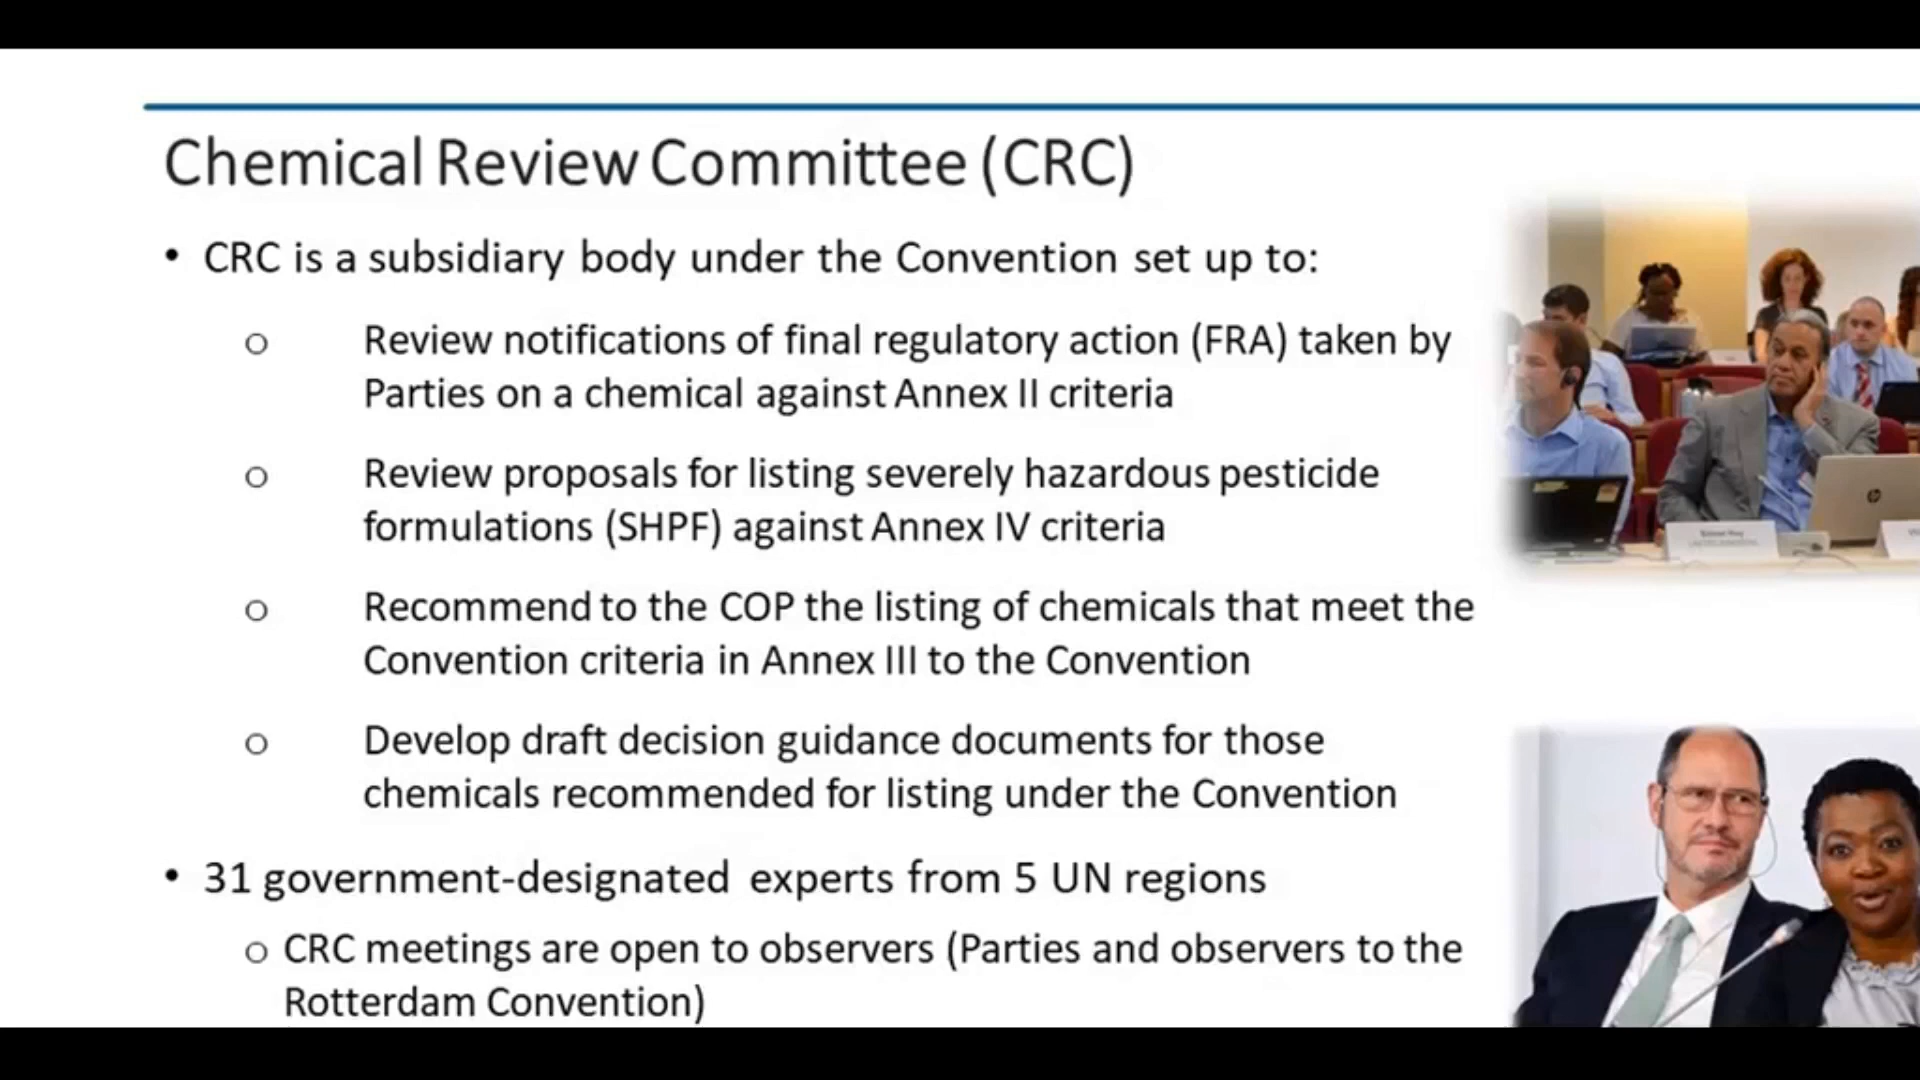 Chemical Review Committee (CRC)
• CRC is a subsidiary body under the Convention set up to:
o Review notifications of final regulatory action (FRA) taken by
Parties on a chemical against Annex II criteria
o Review proposals for listing severely hazardous pesticide
formulations (SHPF) against Annex IV criteria
o Recommend to the COP the listing of chemicals that meet the
Convention criteria in Annex III to the Convention
o Develop draft decision guidance documents for those
chemicals recommended for listing under the Convention
• 31 government-designated experts from 5 UN regions
o CRC meetings are open to observers (Parties and observers to the
Rotterdam Convention)
hp